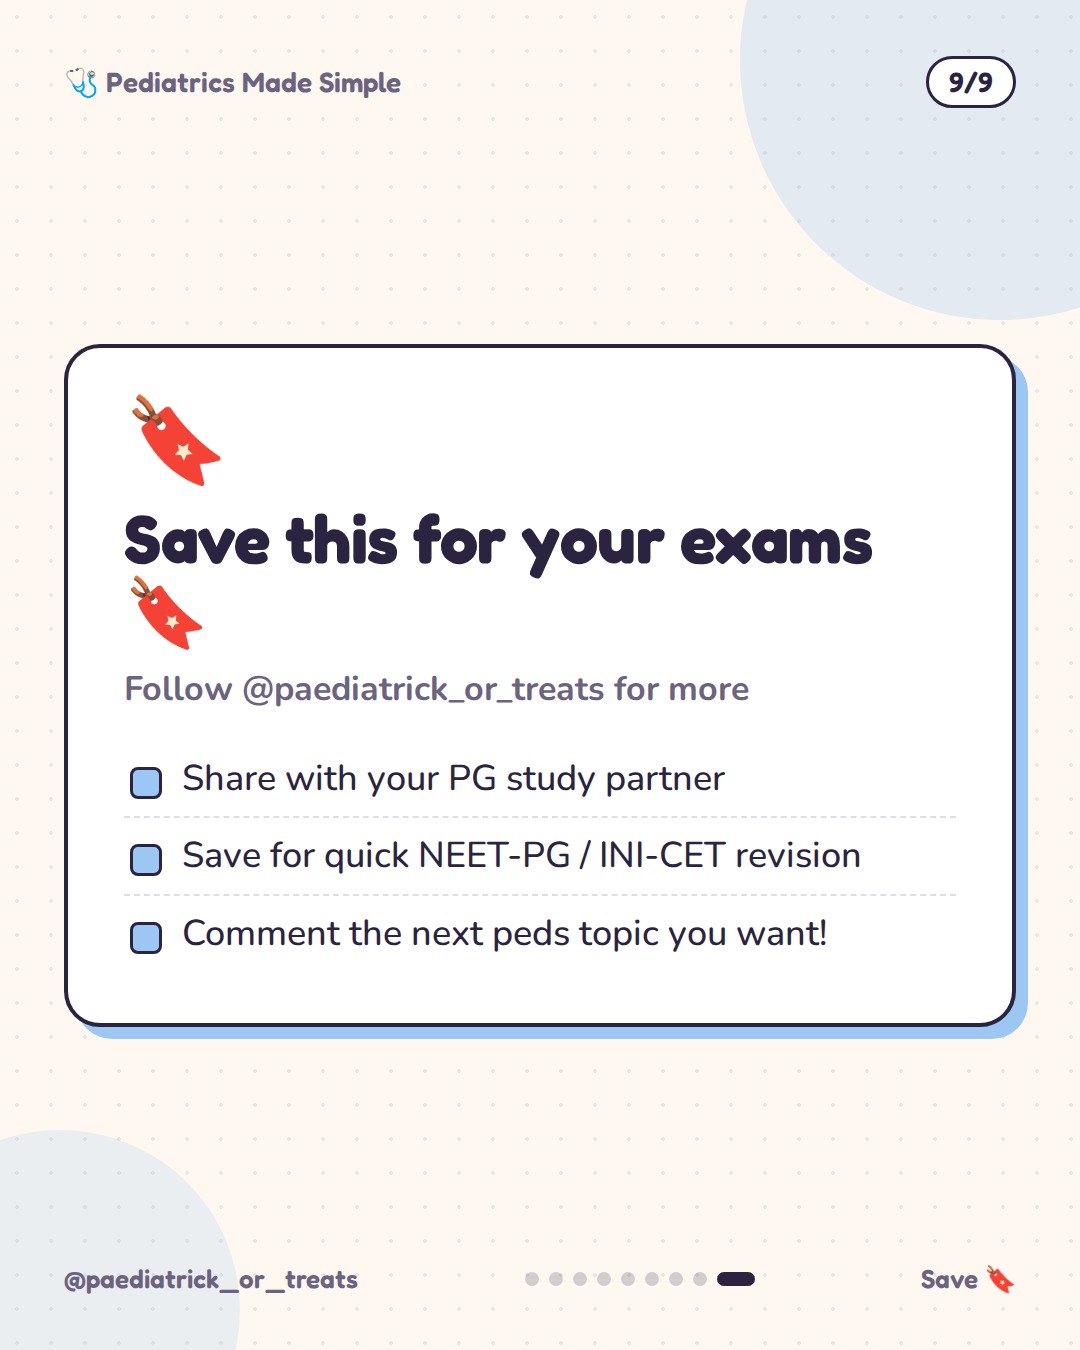 🩺 Pediatrics Made Simple
9/9
🔖
Save this for your exams
🔖
Follow @paediatrick_or_treats for more
Share with your PG study partner
Save for quick NEET-PG / INI-CET revision
Comment the next peds topic you want!
@paediatrick_or_treats
Save 🔖